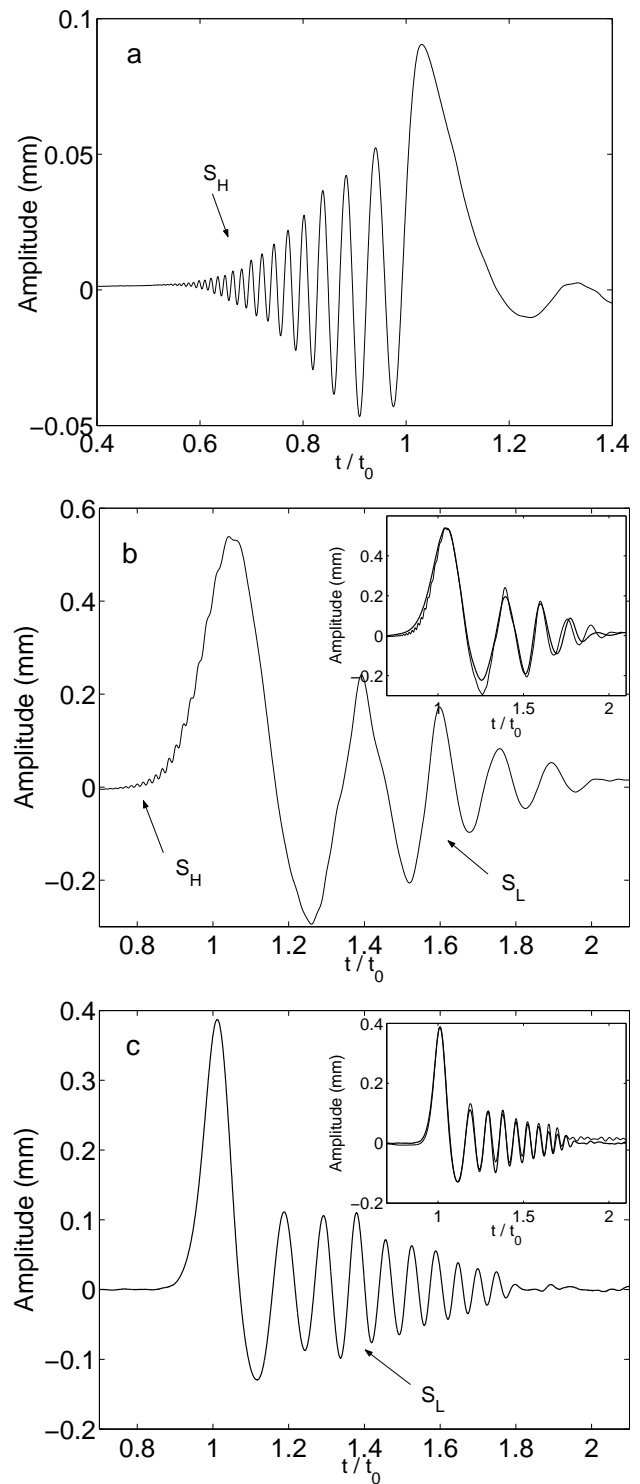 a
0.1
0.05
0
−0.05
Amplitude (mm)
S_H
0.4 0.6 0.8 1 1.2 1.4
t / t_0
b
0.6
0.4
0.2
0
−0.2
Amplitude (mm)
S_H
S_L
0.8 1 1.2 1.4 1.6 1.8 2
t / t_0
0.4
0.2
0
−0.2
Amplitude (mm)
1 1.5 2
t / t_0
c
0.4
0.3
0.2
0.1
0
−0.1
−0.2
Amplitude (mm)
S_L
0.8 1 1.2 1.4 1.6 1.8 2
t / t_0
0.4
0.2
0
−0.2
Amplitude (mm)
1 1.5 2
t / t_0